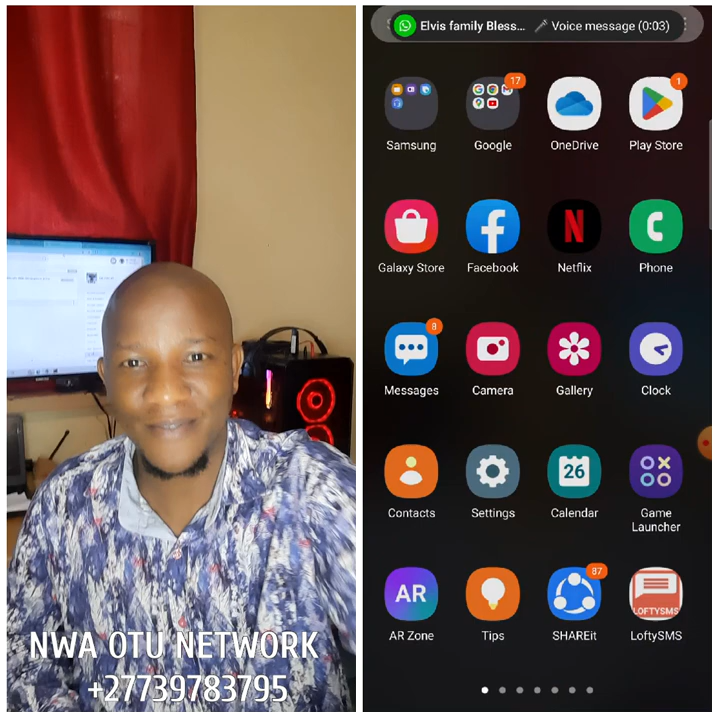 NWA OTU NETWORK
+27739783795
Elvis family Bless... Voice message (0:03)
17
1
Samsung
Google
OneDrive
Play Store
Galaxy Store
Facebook
Netflix
Phone
8
Messages
Camera
Gallery
Clock
26
Contacts
Settings
Calendar
Game
Launcher
87
AR
LOFTYSMS
AR Zone
Tips
SHAREit
LoftySMS